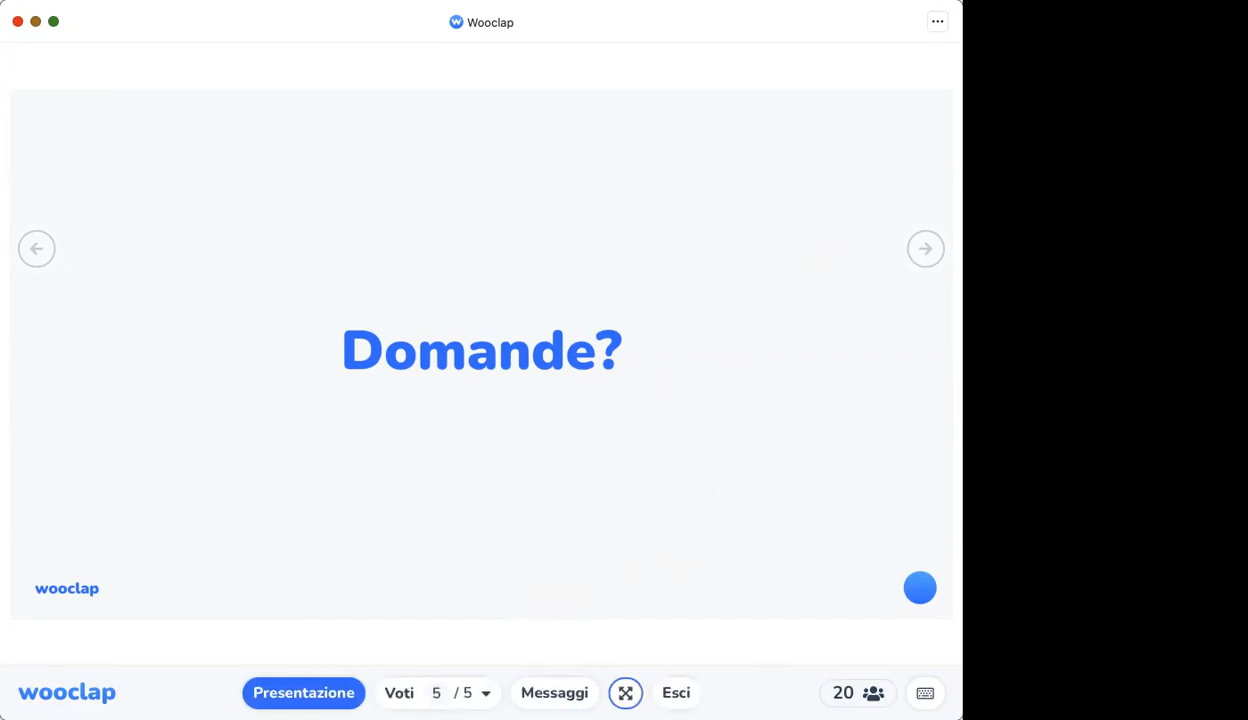 Wooclap
Domande?
wooclap
wooclap
Presentazione
Voti 5 / 5
Messaggi
Esci
20